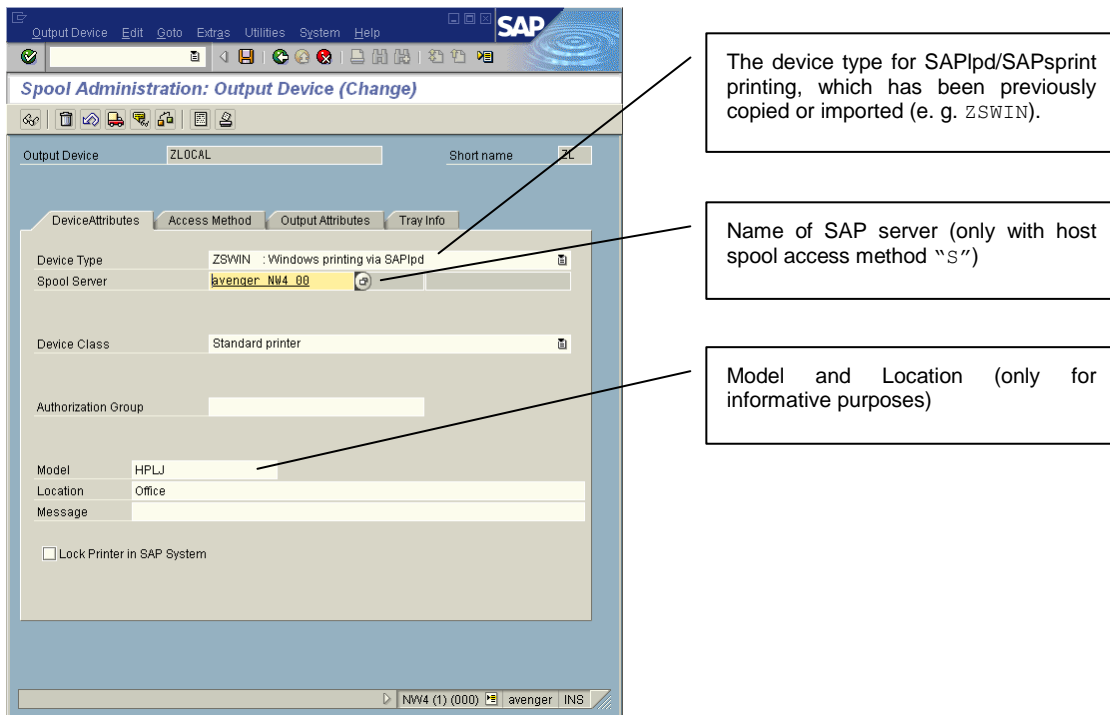 Output Device Edit Goto Extras Utilities System Help
SAP
Spool Administration: Output Device (Change)
Output Device ZLOCAL Short name ZL
DeviceAttributes Access Method Output Attributes Tray Info
Device Type ZSWIN : Windows printing via SAPlpd
Spool Server avenger_NW4_00
Device Class Standard printer
Authorization Group
Model HPLJ
Location Office
Message
Lock Printer in SAP System
NW4 (1) (000) avenger INS
The device type for SAPlpd/SAPsprint
printing, which has been previously
copied or imported (e. g. ZSWIN).
Name of SAP server (only with host
spool access method “S”)
Model and Location (only for
informative purposes)